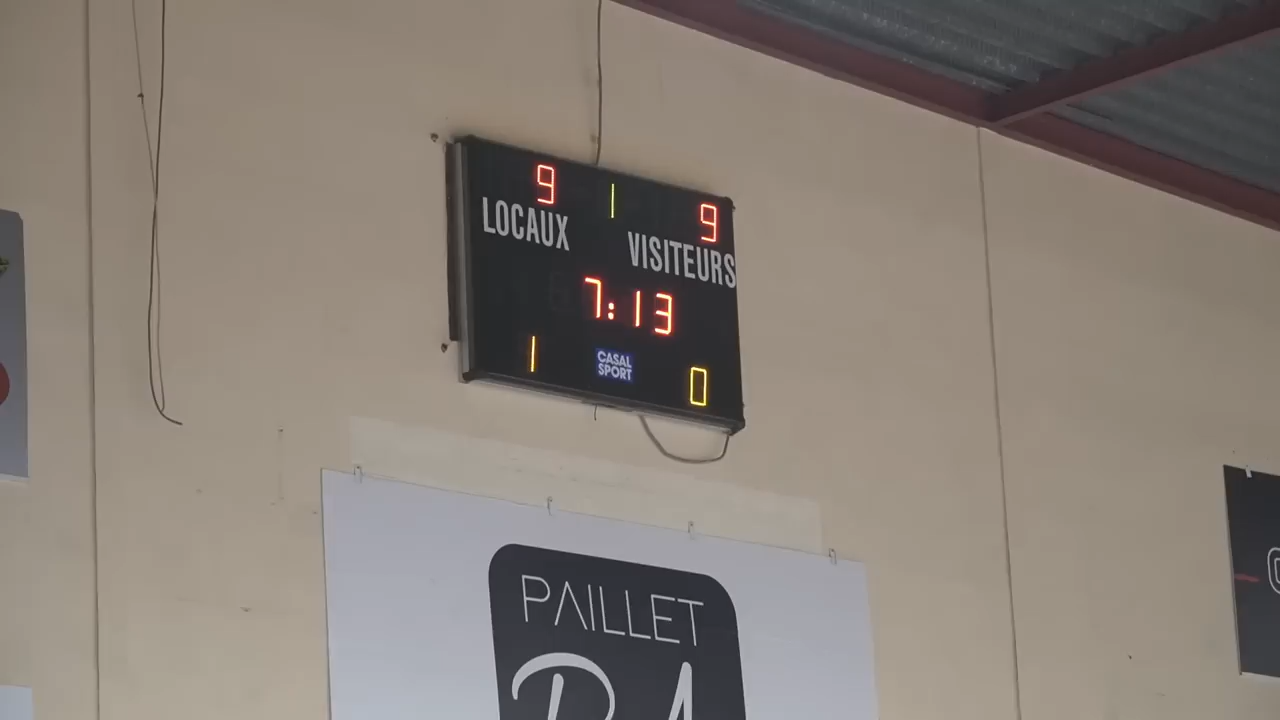 9 1 9
LOCAUX VISITEURS
7:13
1 CASAL SPORT 0
PAILLET